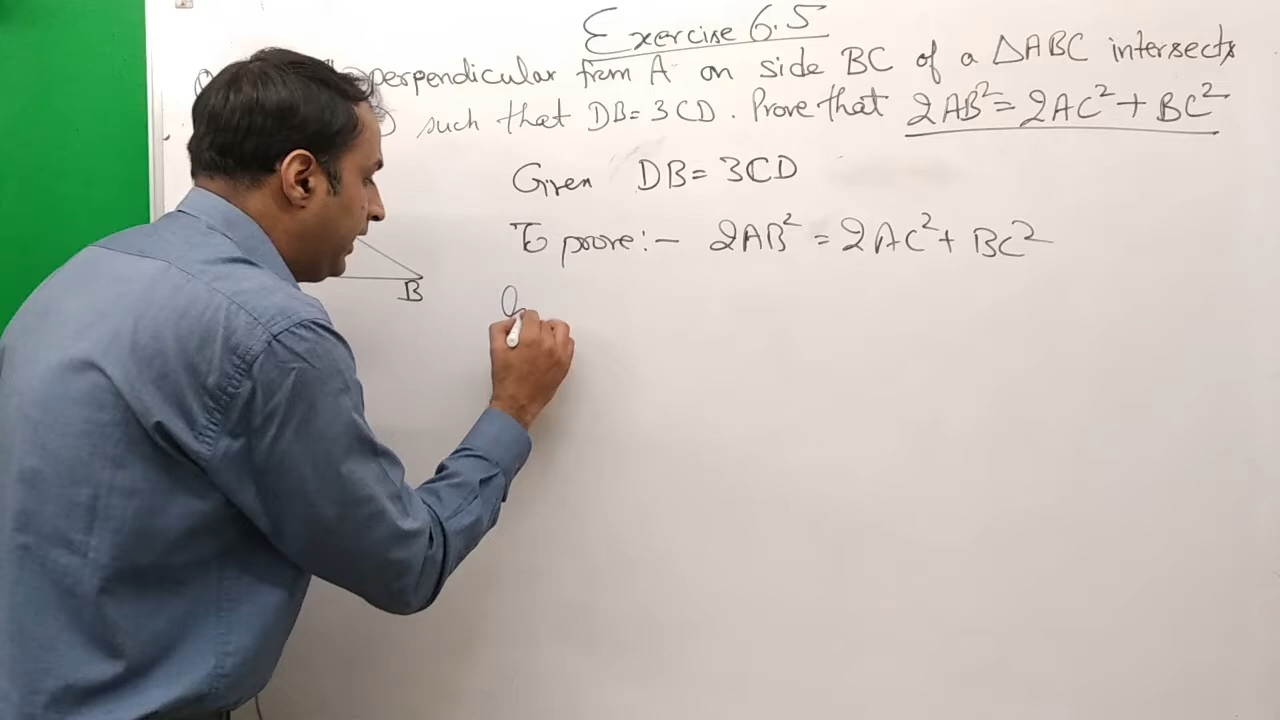 Exercise 6.5
perpendicular from A on side BC of a △ABC intersects
such that DB = 3CD. Prove that 2AB² = 2AC² + BC²
Given DB = 3CD
To prove :- 2AB² = 2AC² + BC²
B